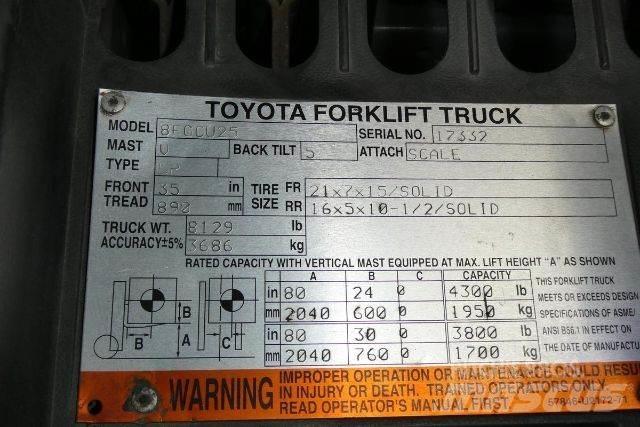 TOYOTA FORKLIFT TRUCK
MODEL 8FGCU25 SERIAL NO. 17332
MAST V BACK TILT 5 ATTACH SCALE
TYPE P
FRONT 35 in TIRE FR 21x7x15/SOLID
TREAD 890 mm SIZE RR 16x5x10-1/2/SOLID
TRUCK WT. 8129 lb
ACCURACY±5% 3686 kg
RATED CAPACITY WITH VERTICAL MAST EQUIPPED AT MAX. LIFT HEIGHT "A" AS SHOWN
A B C CAPACITY
in 80 24 0 4300 lb
mm 2040 600 0 1950 kg
in 80 30 0 3800 lb
mm 2040 760 0 1700 kg
THIS FORKLIFT TRUCK
MEETS OR EXCEEDS DESIGN
SPECIFICATIONS OF ASME/
ANSI B56.1 IN EFFECT ON
THE DATE OF MANUFACTU
B
B A C
WARNING
IMPROPER OPERATION OR MAINTENANCE COULD RESUL
IN INJURY OR DEATH. TRAINED OPERATORS ONLY.
READ OPERATOR'S MANUAL FIRST.
57846-U2172-71